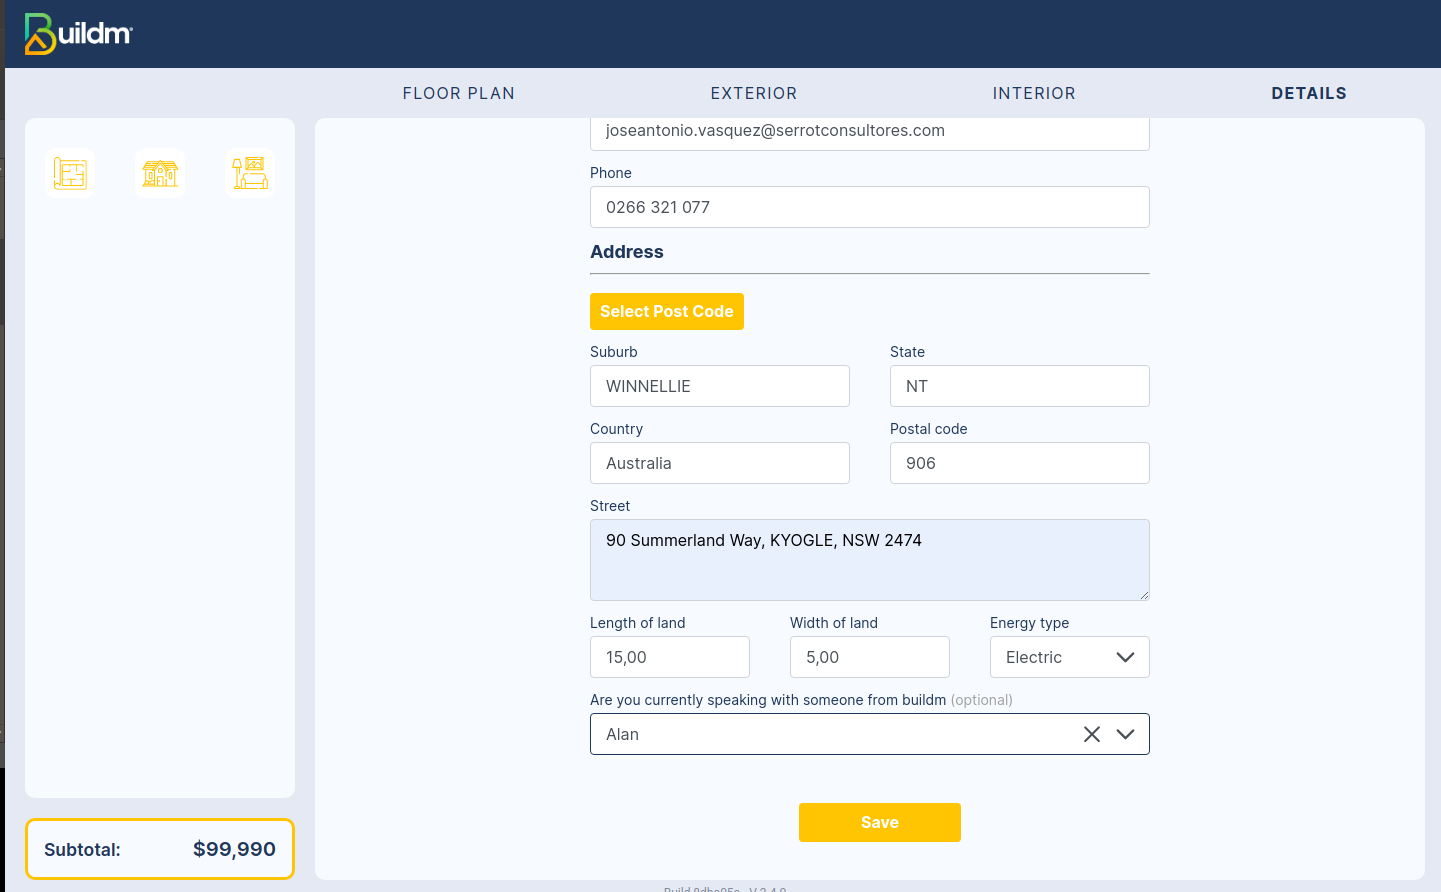 Buildm
FLOOR PLAN EXTERIOR INTERIOR DETAILS
joseantonio.vasquez@serrotconsultores.com
Phone
0266 321 077
Address
Select Post Code
Suburb State
WINNELLIE NT
Country Postal code
Australia 906
Street
90 Summerland Way, KYOGLE, NSW 2474
Length of land Width of land Energy type
15,00 5,00 Electric
Are you currently speaking with someone from buildm (optional)
Alan
Save
Subtotal: $99,990